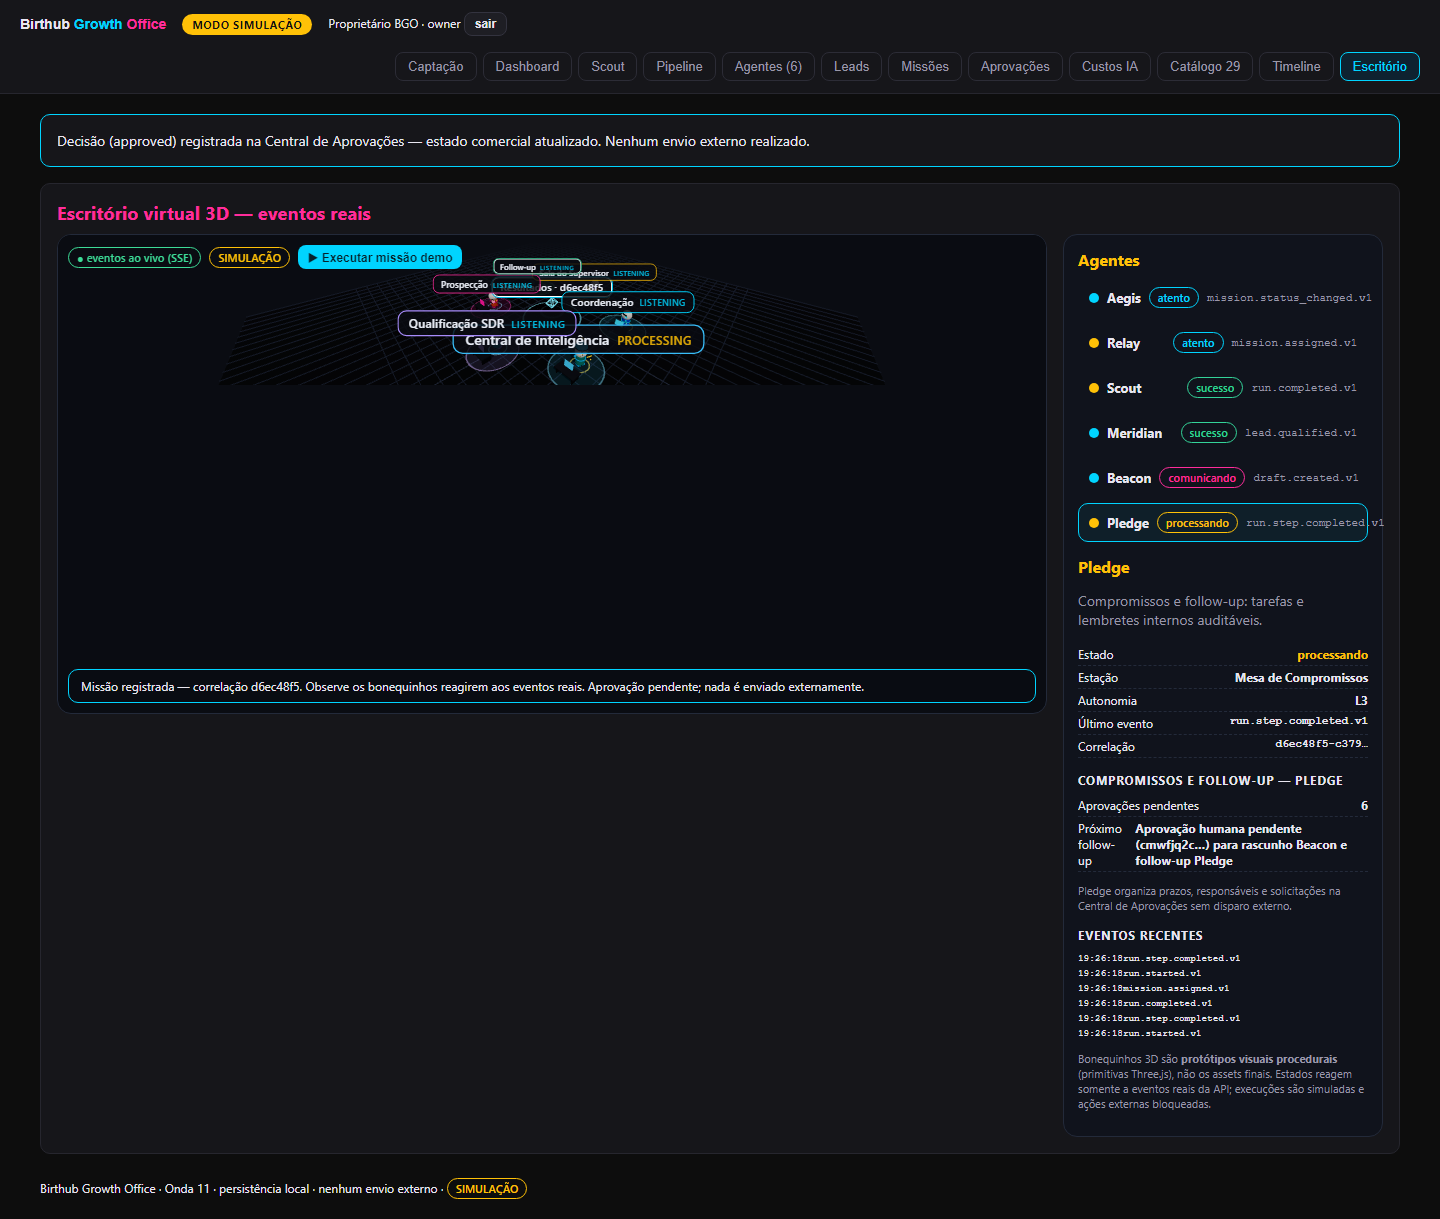 Birthub Growth Office
MODO SIMULAÇÃO
Proprietário BGO · owner
sair
Captação
Dashboard
Scout
Pipeline
Agentes (6)
Leads
Missões
Aprovações
Custos IA
Catálogo 29
Timeline
Escritório
Decisão (approved) registrada na Central de Aprovações — estado comercial atualizado. Nenhum envio externo realizado.
Escritório virtual 3D — eventos reais
● eventos ao vivo (SSE)
SIMULAÇÃO
▶ Executar missão demo
Follow-up LISTENING
Supervisor LISTENING
Prospecção LISTENING
· d6ec48f5
Coordenação LISTENING
Qualificação SDR LISTENING
Central de Inteligência PROCESSING
Missão registrada — correlação d6ec48f5. Observe os bonequinhos reagirem aos eventos reais. Aprovação pendente; nada é enviado externamente.
Agentes
Aegis atento mission.status_changed.v1
Relay atento mission.assigned.v1
Scout sucesso run.completed.v1
Meridian sucesso lead.qualified.v1
Beacon comunicando draft.created.v1
Pledge processando run.step.completed.v1
Pledge
Compromissos e follow-up: tarefas e
lembretes internos auditáveis.
Estado processando
Estação Mesa de Compromissos
Autonomia L3
Último evento run.step.completed.v1
Correlação d6ec48f5-c379…
COMPROMISSOS E FOLLOW-UP — PLEDGE
Aprovações pendentes 6
Próximo follow-up Aprovação humana pendente
(cmwfjq2c…) para rascunho Beacon e
follow-up Pledge
Pledge organiza prazos, responsáveis e solicitações na
Central de Aprovações sem disparo externo.
EVENTOS RECENTES
19:26:18run.step.completed.v1
19:26:18run.started.v1
19:26:18mission.assigned.v1
19:26:18run.completed.v1
19:26:18run.step.completed.v1
19:26:18run.started.v1
Bonequinhos 3D são protótipos visuais procedurais
(primitivas Three.js), não os assets finais. Estados reagem
somente a eventos reais da API; execuções são simuladas e
ações externas bloqueadas.
Birthub Growth Office · Onda 11 · persistência local · nenhum envio externo · SIMULAÇÃO